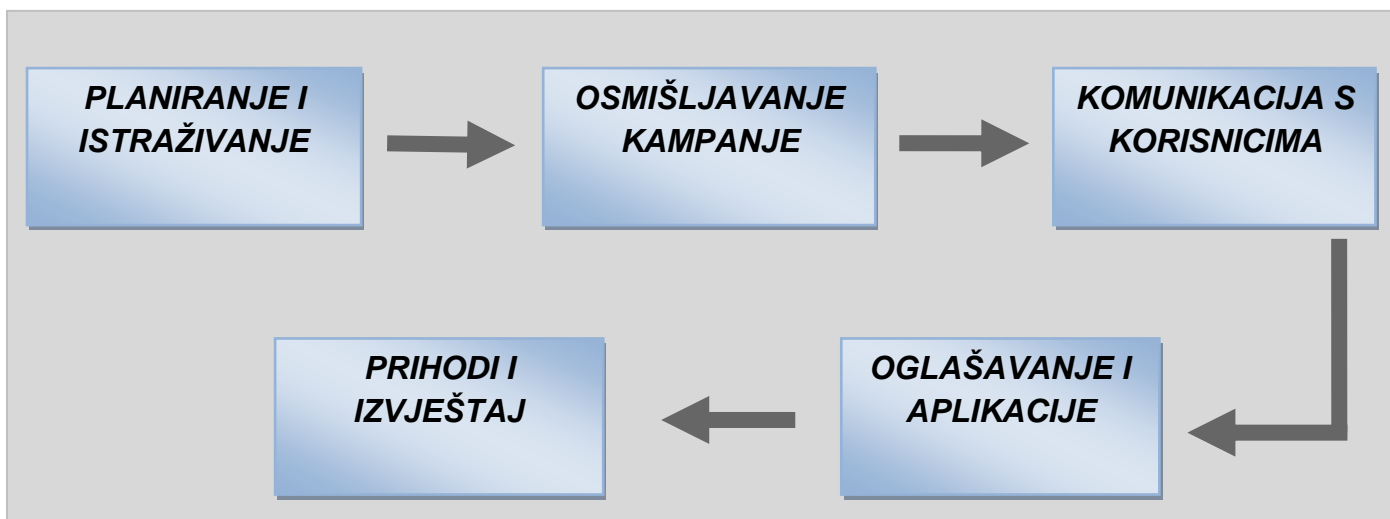 PLANIRANJE I
ISTRAŽIVANJE
OSMIŠLJAVANJE
KAMPANJE
KOMUNIKACIJA S
KORISNICIMA
OGLAŠAVANJE I
APLIKACIJE
PRIHODI I
IZVJEŠTAJ